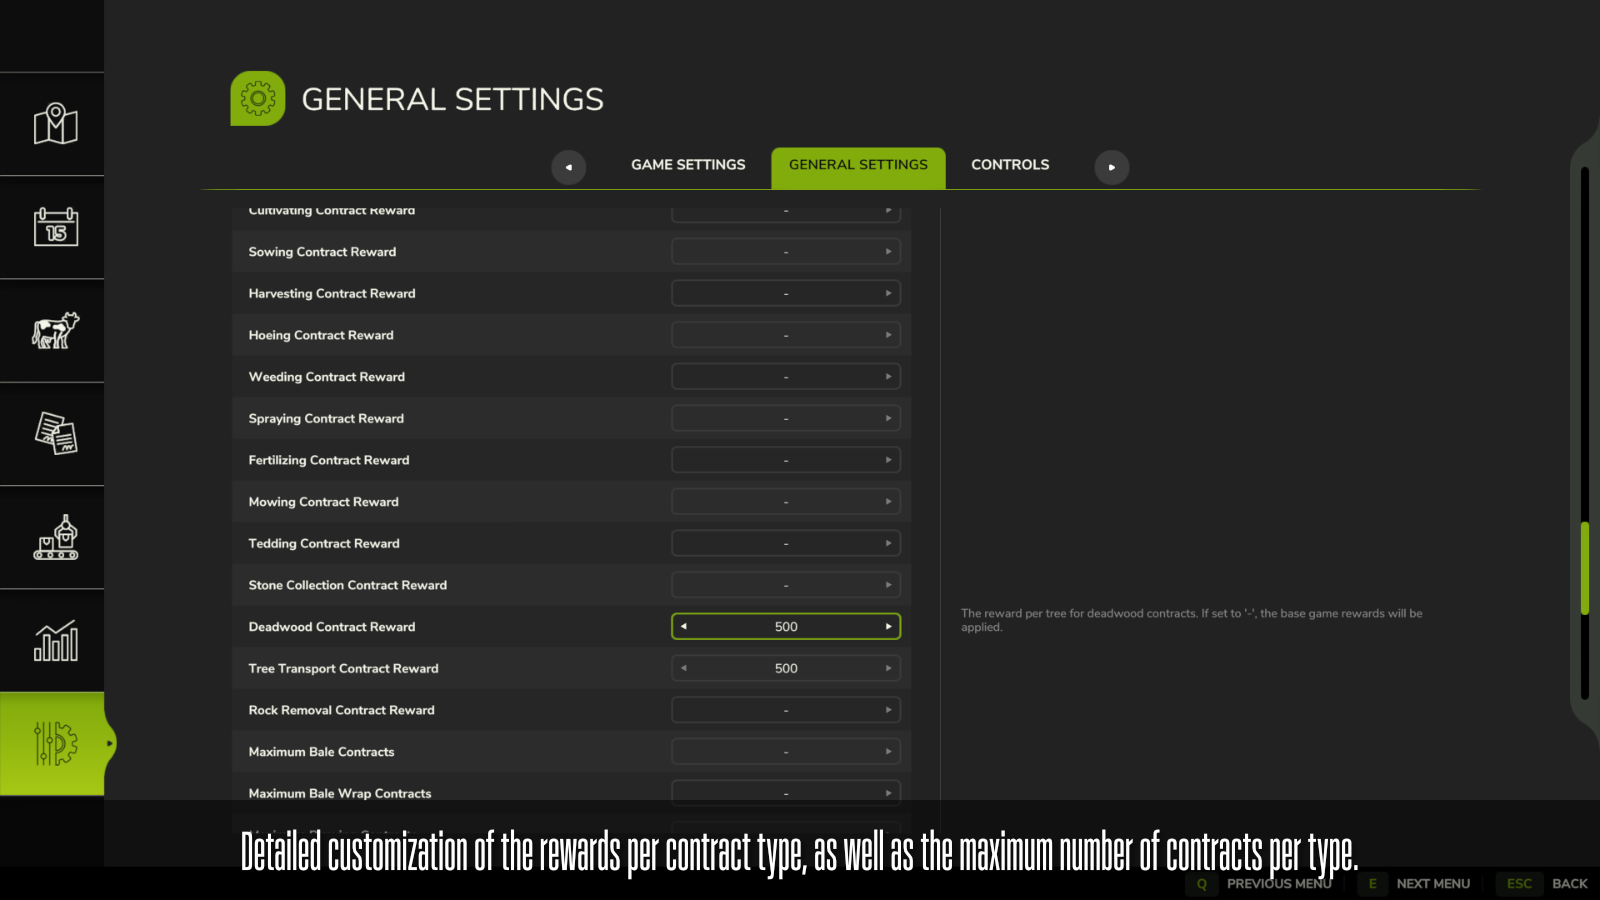 GENERAL SETTINGS
GAME SETTINGS GENERAL SETTINGS CONTROLS
Cultivating Contract Reward -
Sowing Contract Reward -
Harvesting Contract Reward -
Hoeing Contract Reward -
Weeding Contract Reward -
Spraying Contract Reward -
Fertilizing Contract Reward -
Mowing Contract Reward -
Tedding Contract Reward -
Stone Collection Contract Reward -
Deadwood Contract Reward 500
Tree Transport Contract Reward 500
Rock Removal Contract Reward -
Maximum Bale Contracts -
Maximum Bale Wrap Contracts -
The reward per tree for deadwood contracts. If set to '-', the base game rewards will be
applied.
15
Detailed customization of the rewards per contract type, as well as the maximum number of contracts per type.
Q PREVIOUS MENU E NEXT MENU ESC BACK